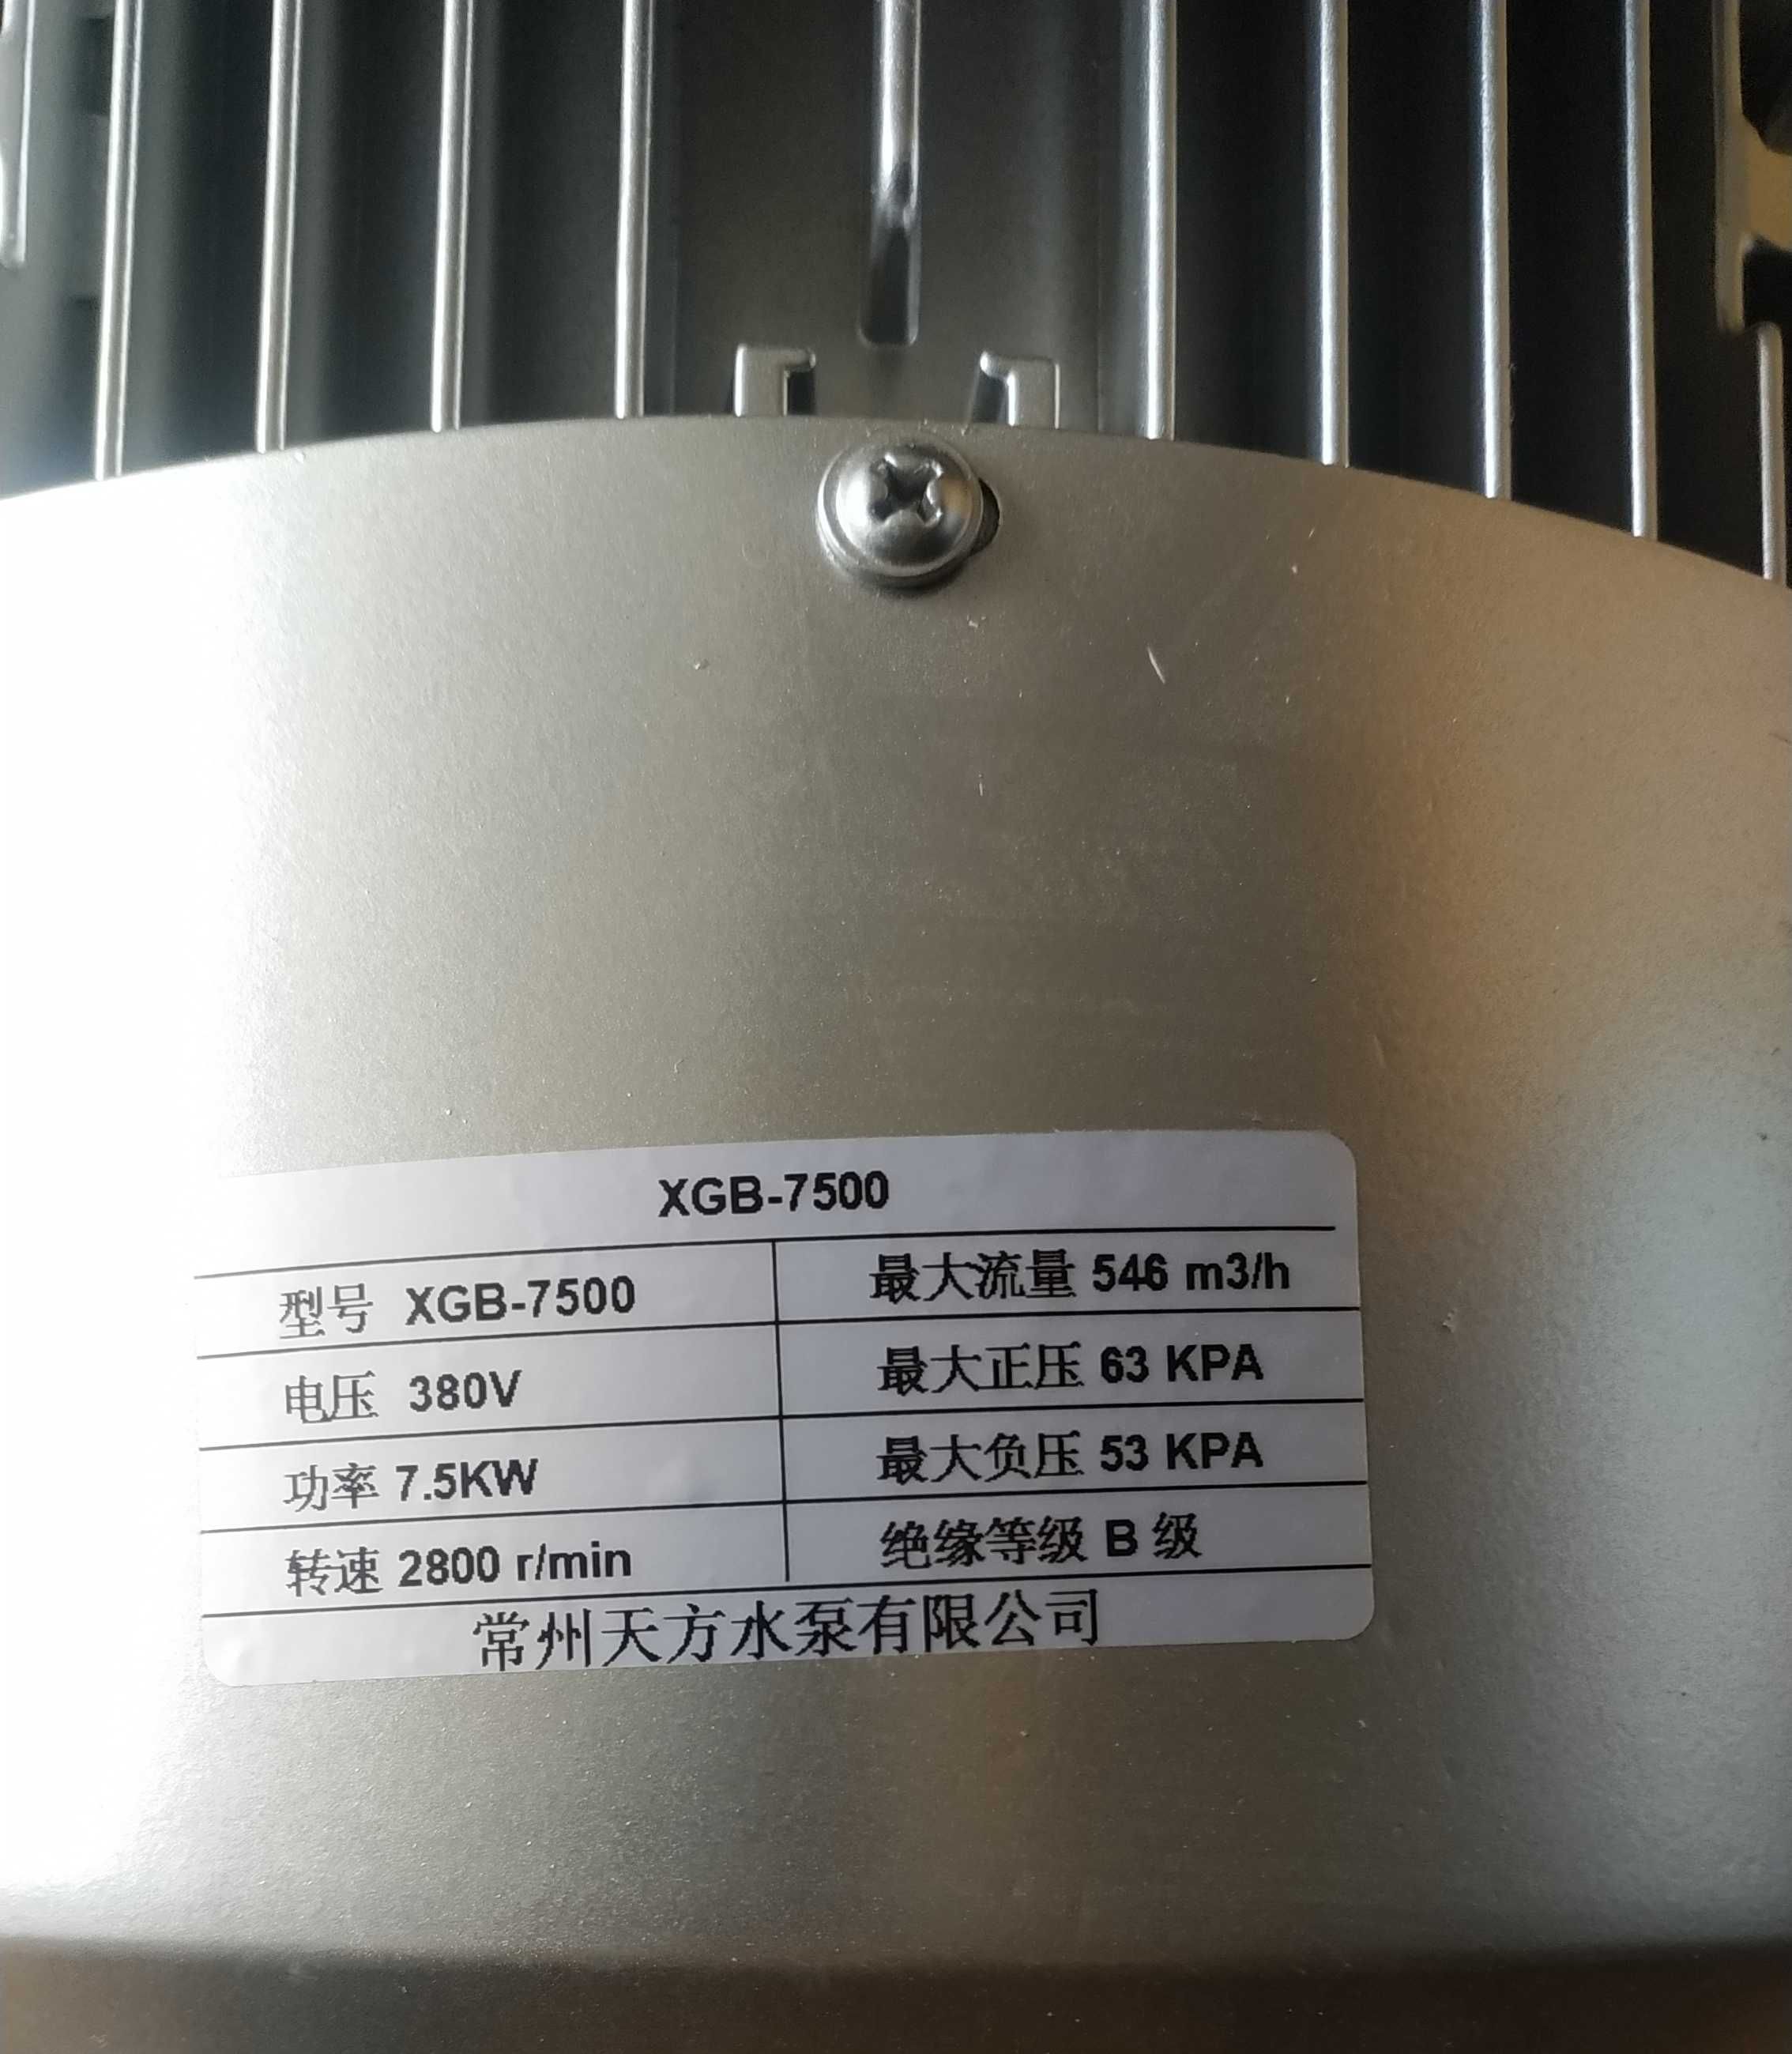 XGB-7500
型号 XGB-7500 最大流量 546 m3/h
电压 380V 最大正压 63 KPA
功率 7.5KW 最大负压 53 KPA
转速 2800 r/min 绝缘等级 B 级
常州天方水泵有限公司